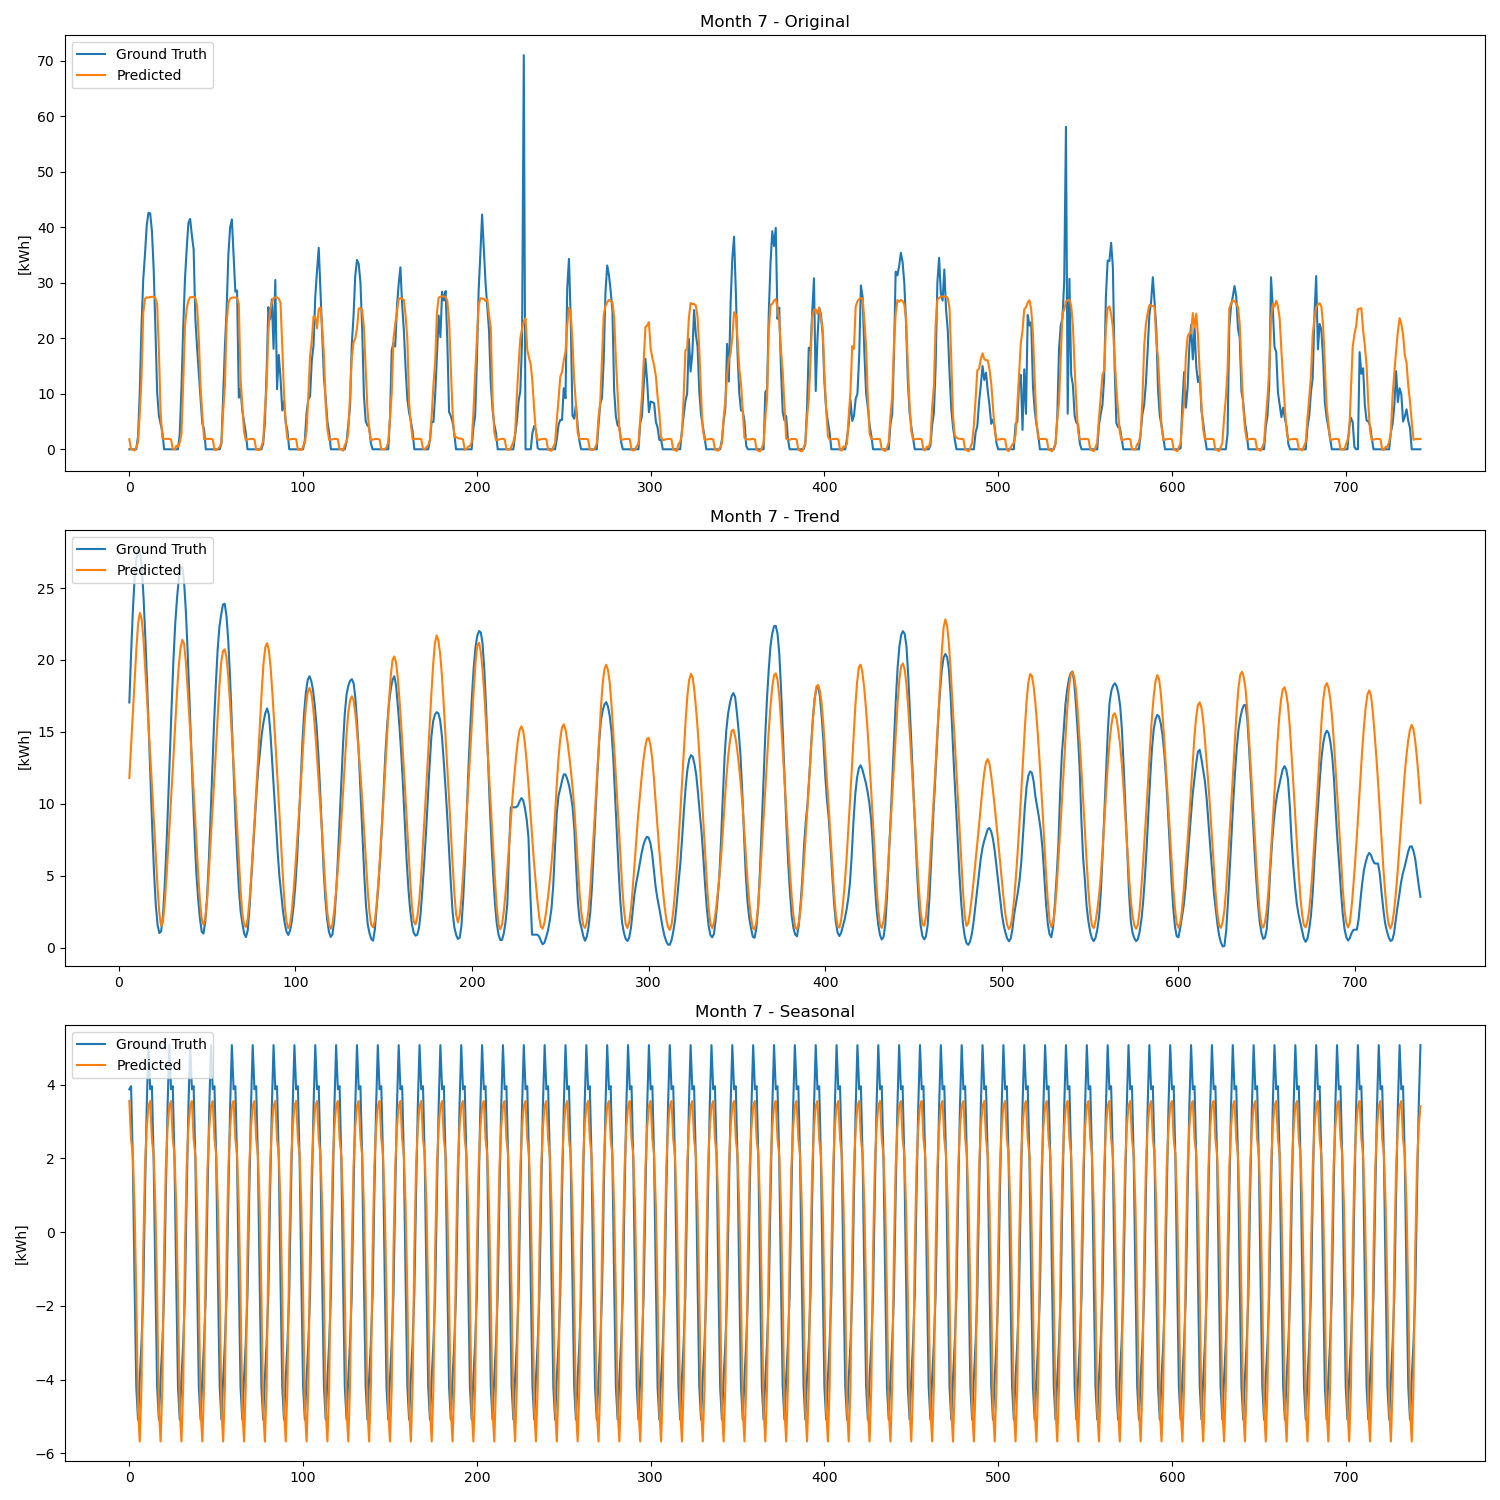 Month 7 - Original
Ground Truth
Predicted
[kWh]
70
60
50
40
30
20
10
0
0 100 200 300 400 500 600 700
Month 7 - Trend
Ground Truth
Predicted
[kWh]
25
20
15
10
5
0
0 100 200 300 400 500 600 700
Month 7 - Seasonal
Ground Truth
Predicted
[kWh]
4
2
0
−2
−4
−6
0 100 200 300 400 500 600 700